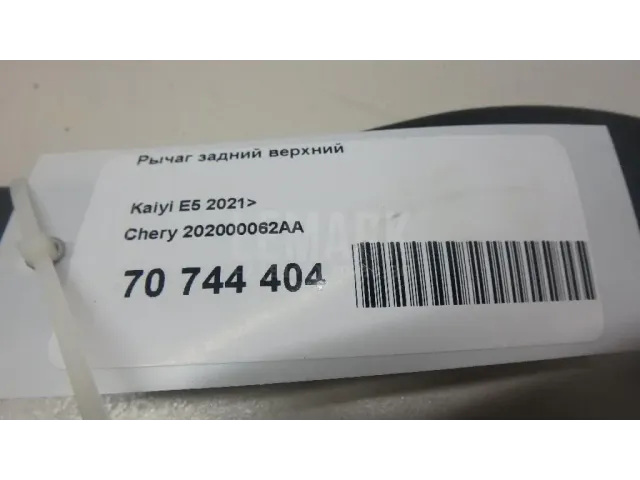 Рычаг задний верхний
Kaiyi E5 2021>
Chery 202000062AA
70 744 404